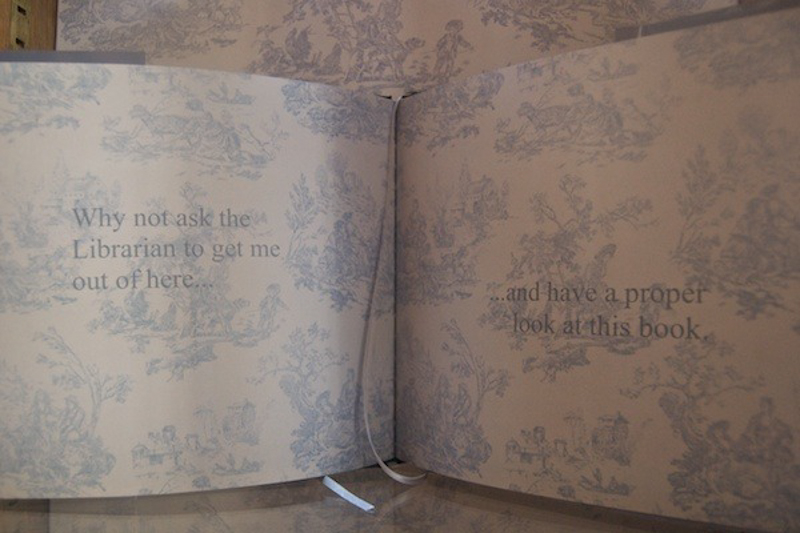 Why not ask the
Librarian to get me
out of here...
...and have a proper
look at this book.